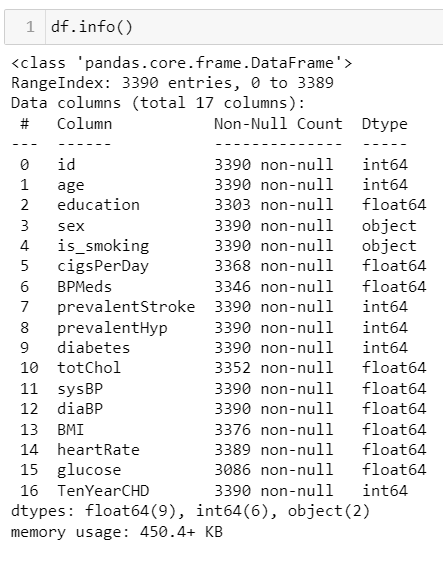 1 df.info()
<class 'pandas.core.frame.DataFrame'>
RangeIndex: 3390 entries, 0 to 3389
Data columns (total 17 columns):
 #   Column           Non-Null Count  Dtype
---  ------           --------------  -----
 0   id               3390 non-null   int64
 1   age              3390 non-null   int64
 2   education        3303 non-null   float64
 3   sex              3390 non-null   object
 4   is_smoking       3390 non-null   object
 5   cigsPerDay       3368 non-null   float64
 6   BPMeds           3346 non-null   float64
 7   prevalentStroke  3390 non-null   int64
 8   prevalentHyp     3390 non-null   int64
 9   diabetes         3390 non-null   int64
 10  totChol          3352 non-null   float64
 11  sysBP            3390 non-null   float64
 12  diaBP            3390 non-null   float64
 13  BMI              3376 non-null   float64
 14  heartRate        3389 non-null   float64
 15  glucose          3086 non-null   float64
 16  TenYearCHD       3390 non-null   int64
dtypes: float64(9), int64(6), object(2)
memory usage: 450.4+ KB